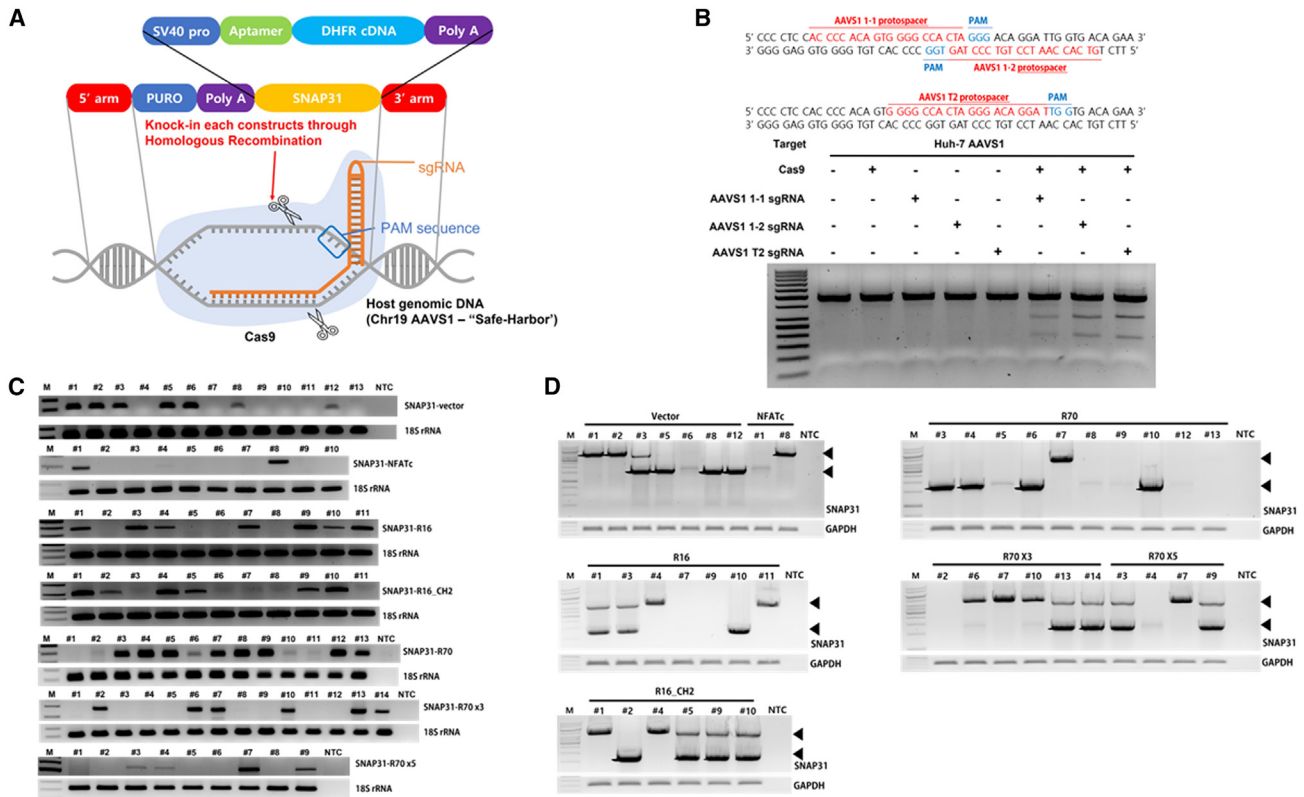 A
SV40 pro Aptamer DHFR cDNA Poly A
5' arm PURO Poly A SNAP31 3' arm
Knock-in each constructs through
Homologous Recombination
sgRNA
PAM sequence
Host genomic DNA
(Chr19 AAVS1 – “Safe-Harbor’)
Cas9
B
AAVS1 1-1 protospacer PAM
5' CCC CTC CAC CCC ACA GTG GGG CCA CTA GGG ACA GGA TTG GTG ACA GAA 3'
3' GGG GAG GTG GGG TGT CAC CCC GGT GAT CCC TGT CCT AAC CAC TGT CTT 5'
PAM AAVS1 1-2 protospacer
AAVS1 T2 protospacer PAM
5' CCC CTC CAC CCC ACA GTG GGG CCA CTA GGG ACA GGA TTG GTG ACA GAA 3'
3' GGG GAG GTG GGG TGT CAC CCC GGT GAT CCC TGT CCT AAC CAC TGT CTT 5'
Target Huh-7 AAVS1
Cas9 - + - - - + + +
AAVS1 1-1 sgRNA - - + - - + - -
AAVS1 1-2 sgRNA - - - + - - + -
AAVS1 T2 sgRNA - - - - + - - +
C
M #1 #2 #3 #4 #5 #6 #7 #8 #9 #10 #11 #12 #13 NTC
SNAP31-vector
18S rRNA
M #1 #2 #3 #4 #5 #6 #7 #8 #9 #10
SNAP31-NFATc
18S rRNA
M #1 #2 #3 #4 #5 #6 #7 #8 #9 #10 #11
SNAP31-R16
18S rRNA
M #1 #2 #3 #4 #5 #6 #7 #8 #9 #10 #11
SNAP31-R16_CH2
18S rRNA
M #1 #2 #3 #4 #5 #6 #7 #8 #9 #10 #11 #12 #13 NTC
SNAP31-R70
18S rRNA
M #1 #2 #3 #4 #5 #6 #7 #8 #9 #10 #11 #12 #13 #14 NTC
SNAP31-R70 x3
18S rRNA
M #1 #2 #3 #4 #5 #6 #7 #8 #9 NTC
SNAP31-R70 x5
18S rRNA
D
Vector NFATc
M #1 #2 #3 #5 #6 #8 #12 #1 #8 NTC
SNAP31
GAPDH
R70
M #3 #4 #5 #6 #7 #8 #9 #10 #12 #13 NTC
SNAP31
GAPDH
R16
M #1 #3 #4 #7 #9 #10 #11 NTC
SNAP31
GAPDH
R70 X3 R70 X5
M #2 #6 #7 #10 #13 #14 #3 #4 #7 #9 NTC
SNAP31
GAPDH
R16_CH2
M #1 #2 #4 #5 #9 #10 NTC
SNAP31
GAPDH